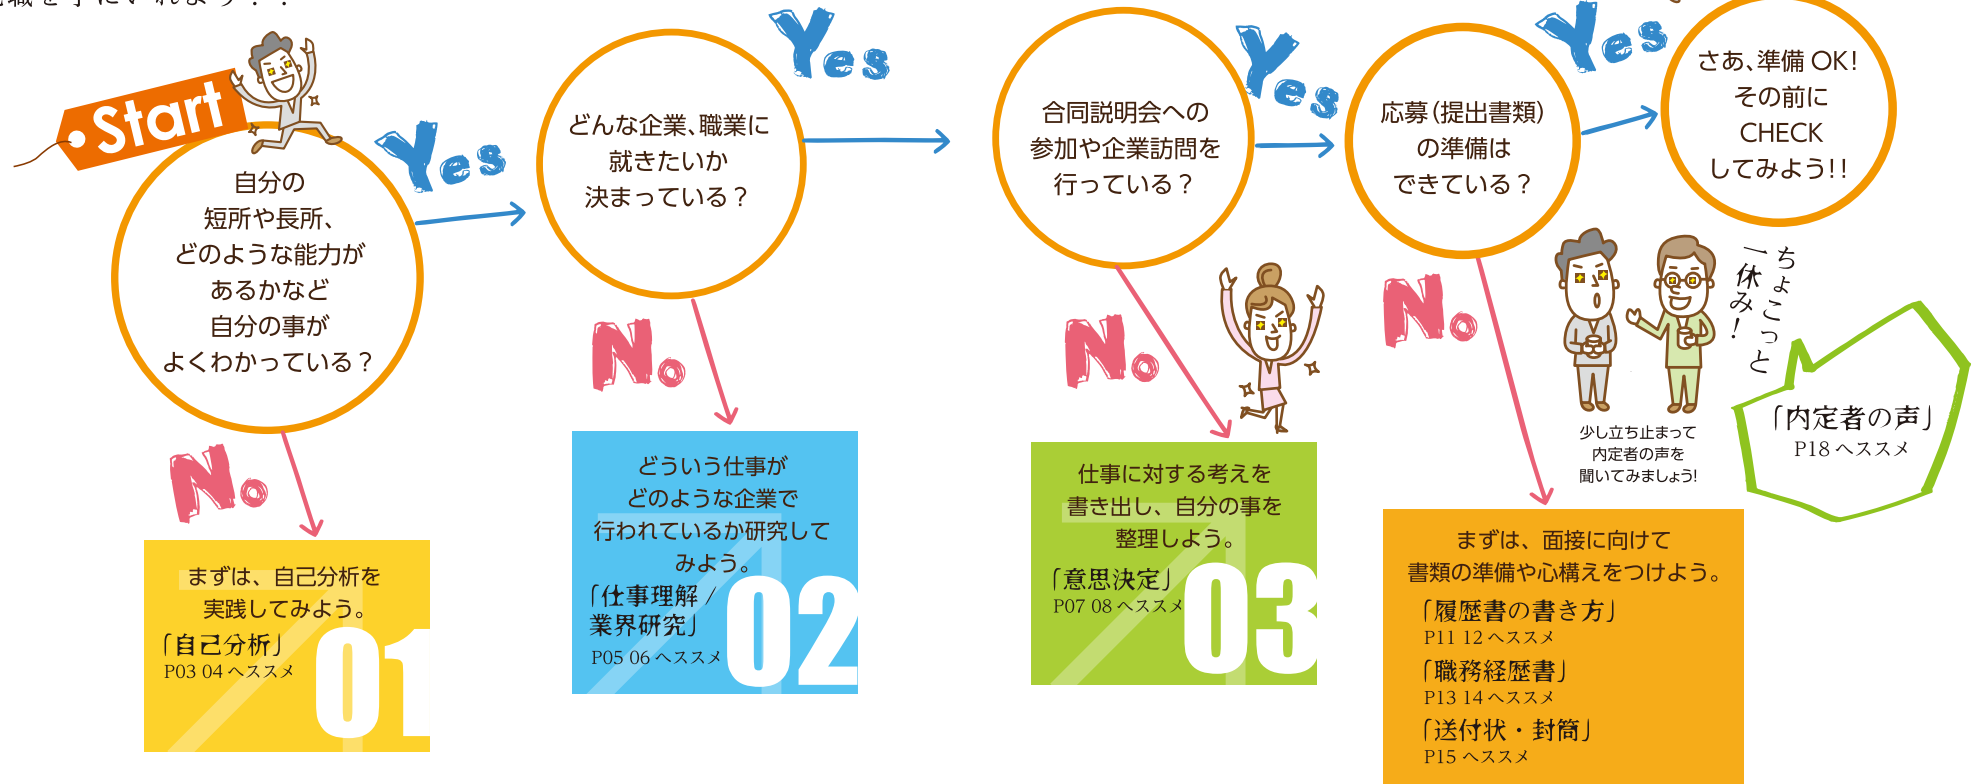 Start
自分の
短所や長所、
どのような能力が
あるかなど
自分の事が
よくわかっている？
Yes
No
まずは、自己分析を
実践してみよう。
「自己分析」
P03 04 へススメ
01
どんな企業、職業に
就きたいか
決まっている？
Yes
No
どういう仕事が
どのような企業で
行われているか研究して
みよう。
「仕事理解 /
業界研究」
P05 06 へススメ
02
合同説明会への
参加や企業訪問を
行っている？
Yes
No
仕事に対する考えを
書き出し、自分の事を
整理しよう。
「意思決定」
P07 08 へススメ
03
応募（提出書類）
の準備は
できている？
Yes
No
まずは、面接に向けて
書類の準備や心構えをつけよう。
「履歴書の書き方」
P11 12 へススメ
「職務経歴書」
P13 14 へススメ
「送付状・封筒」
P15 へススメ
さあ、準備 OK！
その前に
CHECK
してみよう!!
ちょこっと
一休み！
少し立ち止まって
内定者の声を
聞いてみましょう!
「内定者の声」
P18 へススメ